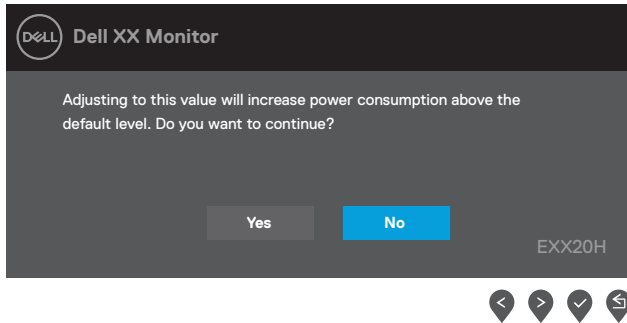 DELL Dell XX Monitor
Adjusting to this value will increase power consumption above the
default level. Do you want to continue?
Yes No
EXX20H